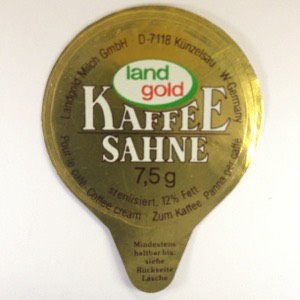 Landgold Milch GmbH · D-7118 Künzelsau · W-Germany
land
gold
KAFFEE
SAHNE
7,5 g
sterilisiert, 12% Fett
Pour le café · Coffee cream · Zum Kaffee · Panna per caffè
Mindestens
haltbar bis:
siehe
Rückseite
Lasche